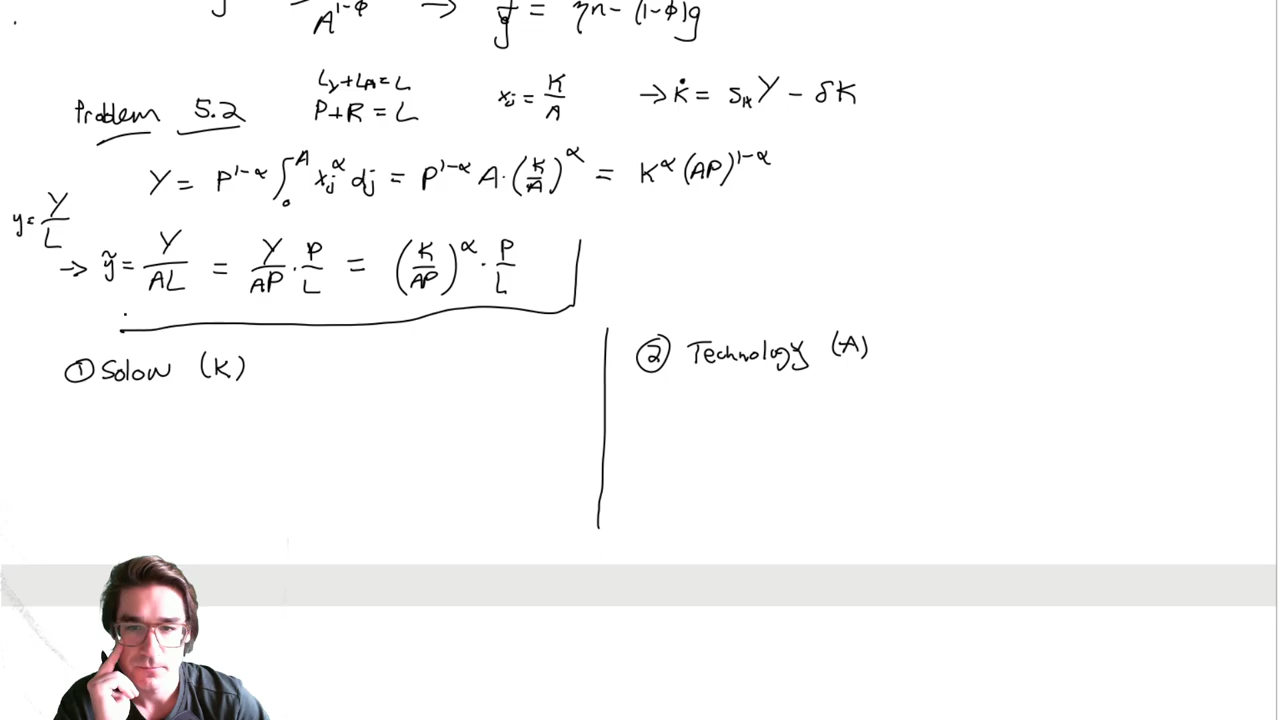 A^{1-φ} → = ηn - (1-φ)g
Problem 5.2
L_y + L_A = L
P + R = L
x_j = K/A
→ K̇ = s_K Y - δK
Y = P^{1-α} ∫_0^A x_j^α dj = P^{1-α} A · (K/A)^α = K^α (AP)^{1-α}
y = Y/L
→ ỹ = Y/AL = Y/AP · P/L = (K/AP)^α · P/L
① Solow (K)
② Technology (A)